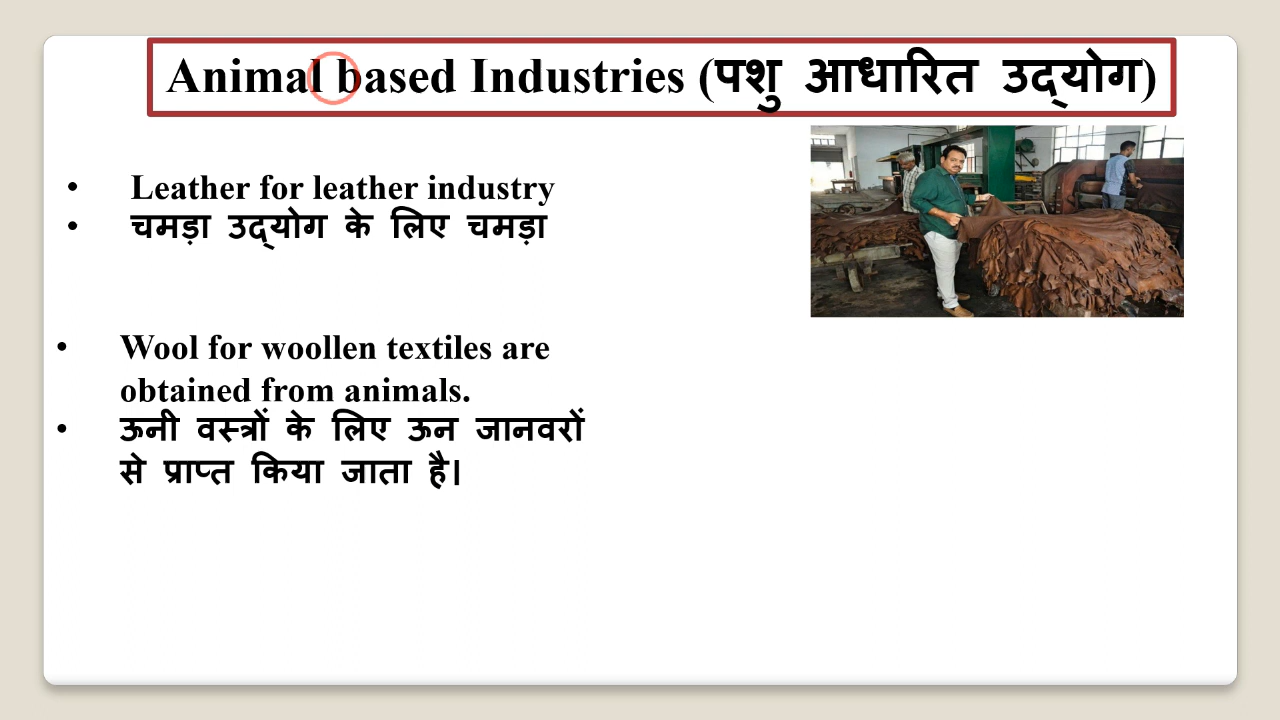 Animal based Industries (पशु आधारित उद्योग)
• Leather for leather industry
• चमड़ा उद्योग के लिए चमड़ा
• Wool for woollen textiles are
obtained from animals.
• ऊनी वस्त्रों के लिए ऊन जानवरों
से प्राप्त किया जाता है।